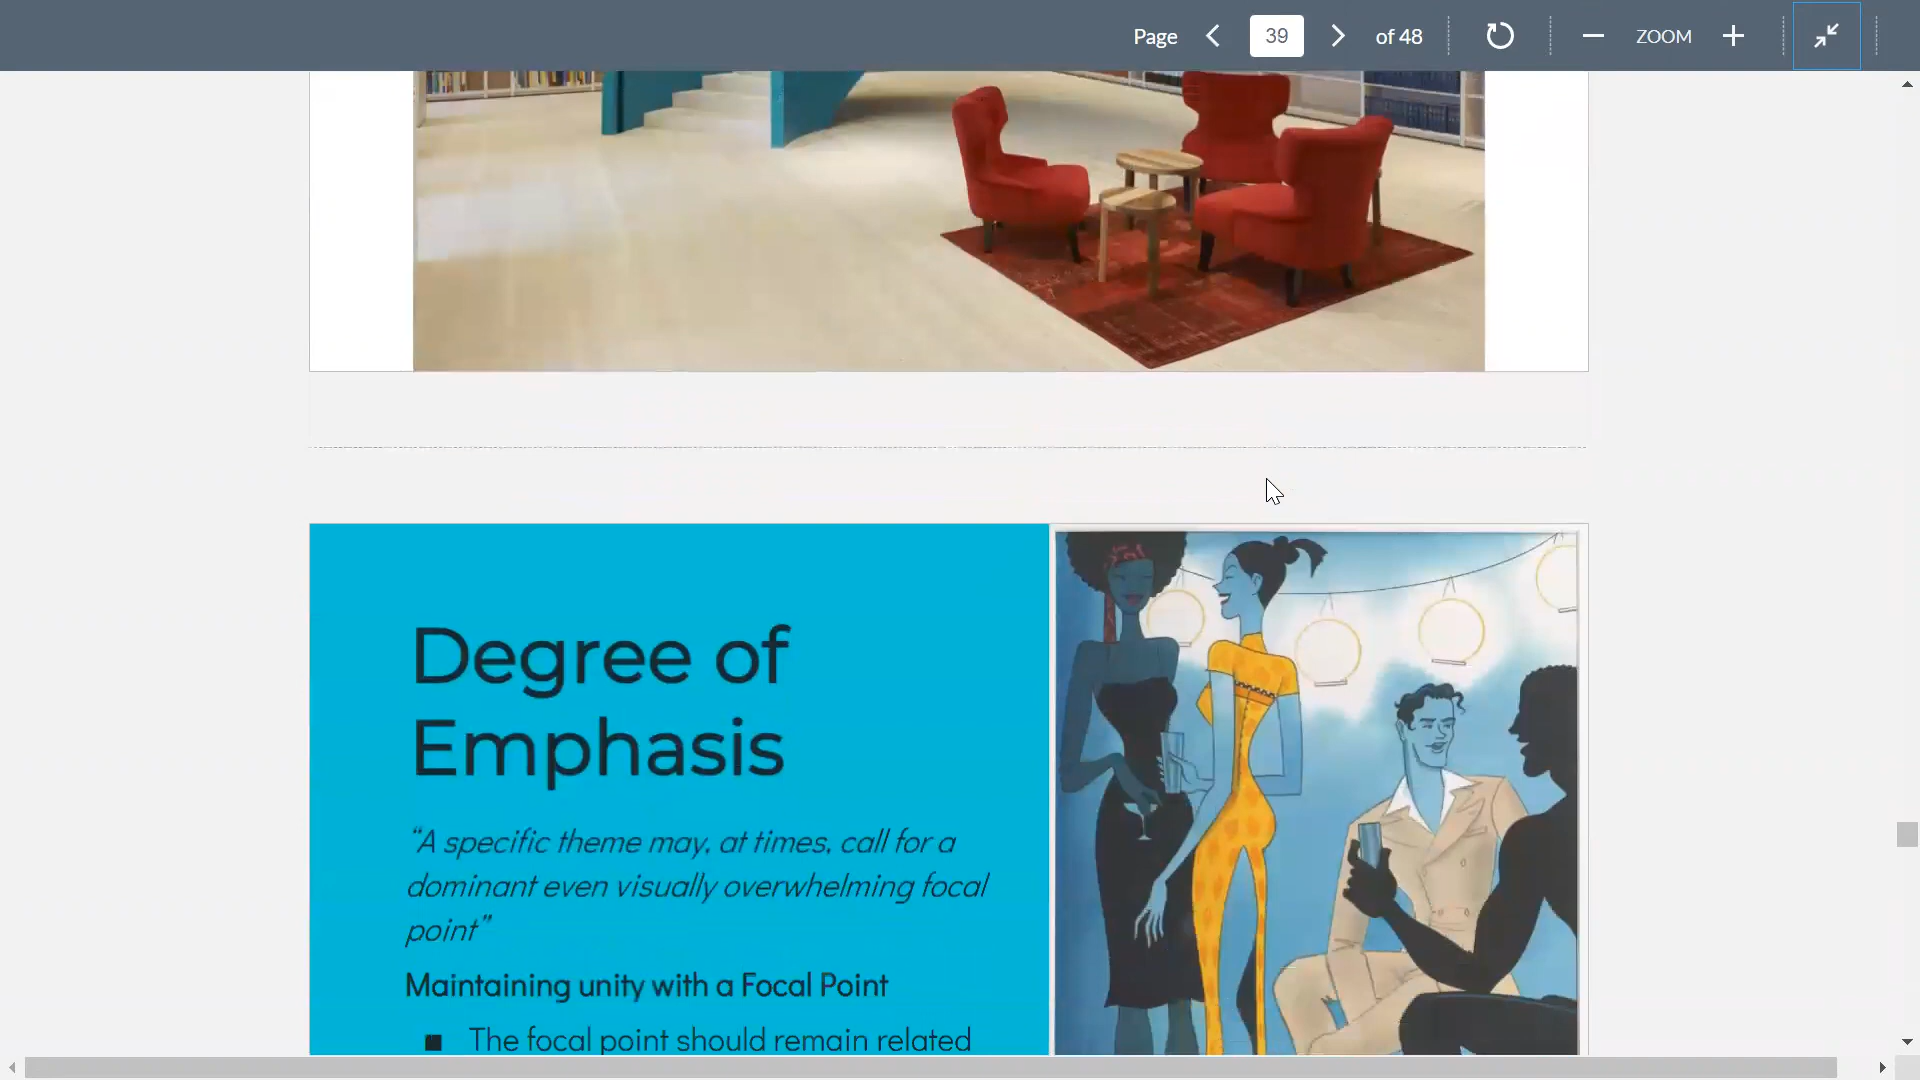 Page 39 of 48 ZOOM
Degree of
Emphasis
“A specific theme may, at times, call for a
dominant even visually overwhelming focal
point”
Maintaining unity with a Focal Point
■ The focal point should remain related